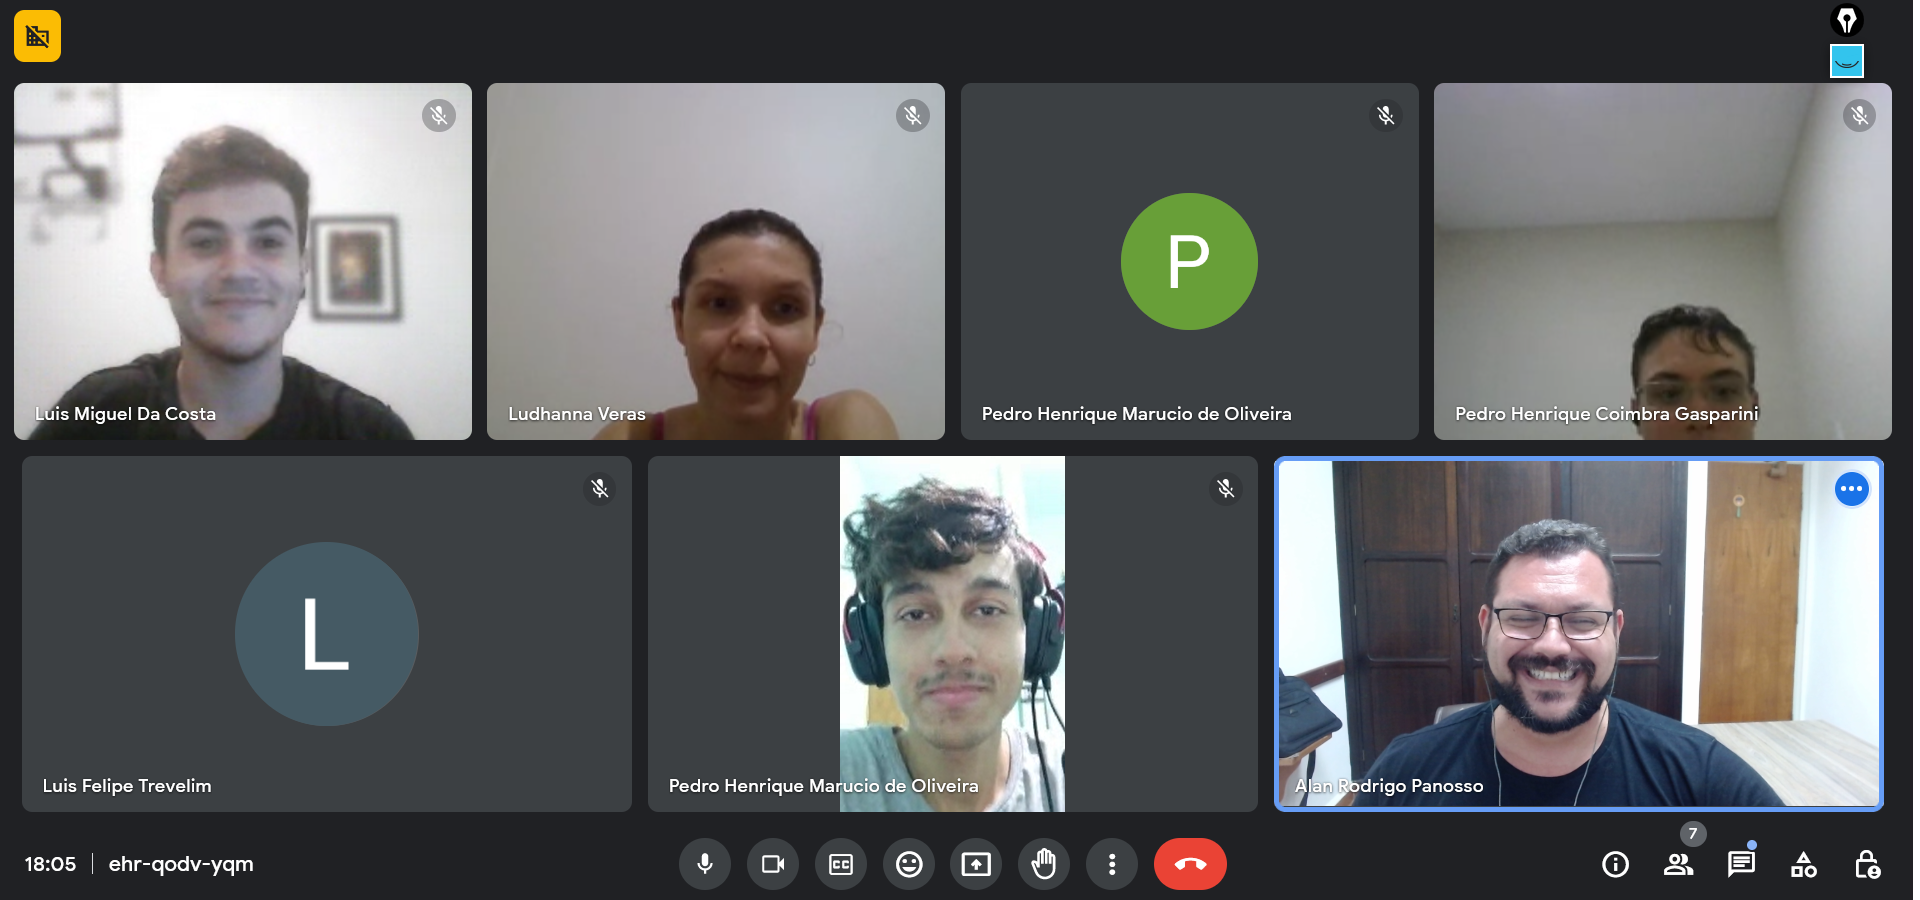 Luis Miguel Da Costa
Ludhanna Veras
P
Pedro Henrique Marucio de Oliveira
Pedro Henrique Coimbra Gasparini
L
Luis Felipe Trevelim
Pedro Henrique Marucio de Oliveira
Alan Rodrigo Panosso
18:05 | ehr-qodv-yqm
CC
7